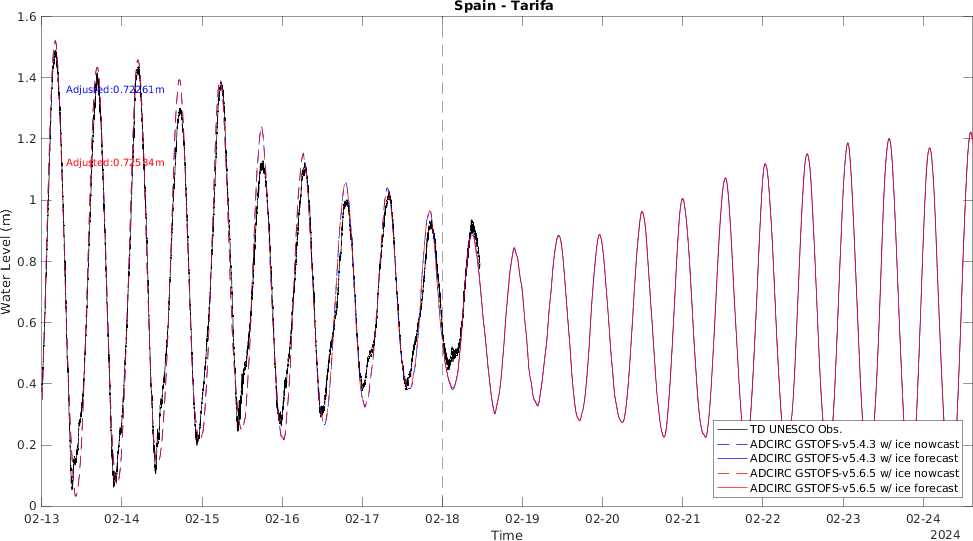 Spain - Tarifa
1.6
1.4
1.2
1
0.8
0.6
0.4
0.2
0
Water Level (m)
Adjusted:0.72261m
Adjusted:0.72584m
TD UNESCO Obs.
ADCIRC GSTOFS-v5.4.3 w/ ice nowcast
ADCIRC GSTOFS-v5.4.3 w/ ice forecast
ADCIRC GSTOFS-v5.6.5 w/ ice nowcast
ADCIRC GSTOFS-v5.6.5 w/ ice forecast
02-13 02-14 02-15 02-16 02-17 02-18 02-19 02-20 02-21 02-22 02-23 02-24
Time
2024